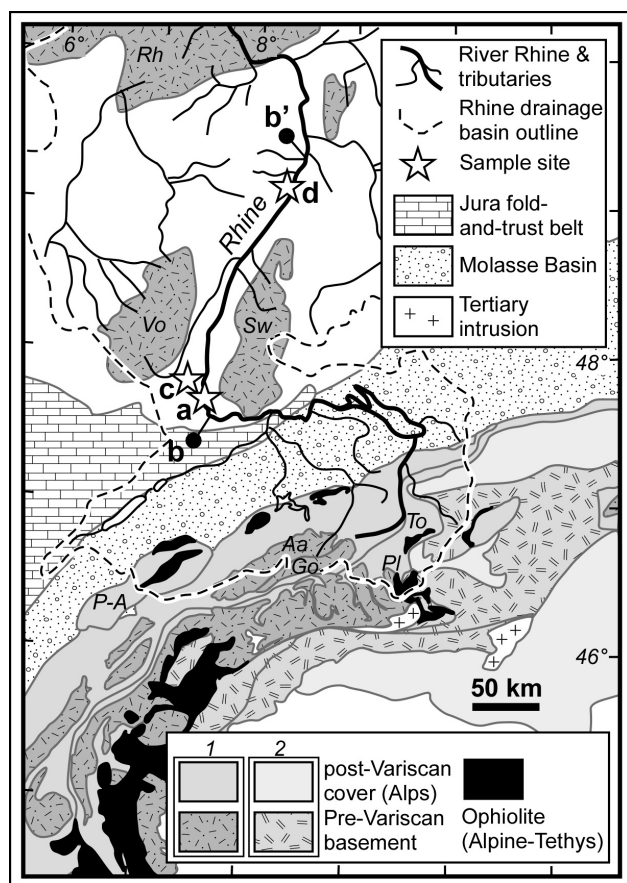 6°
8°
Rh
b’
d
Rhine
Vo
Sw
c
a
b
48°
To
Aa
Go
Pl
P-A
46°
50 km
River Rhine &
tributaries
Rhine drainage
basin outline
Sample site
Jura fold-
and-trust belt
Molasse Basin
Tertiary
intrusion
1
2
post-Variscan
cover (Alps)
Pre-Variscan
basement
Ophiolite
(Alpine-Tethys)